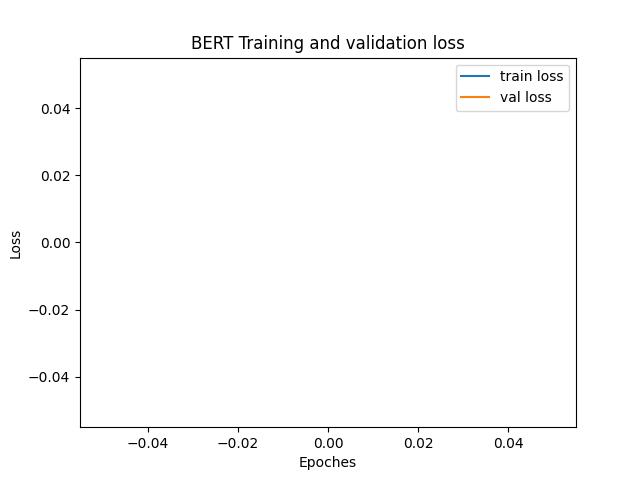 BERT Training and validation loss
train loss
val loss
0.04
0.02
0.00
−0.02
−0.04
Loss
−0.04 −0.02 0.00 0.02 0.04
Epoches